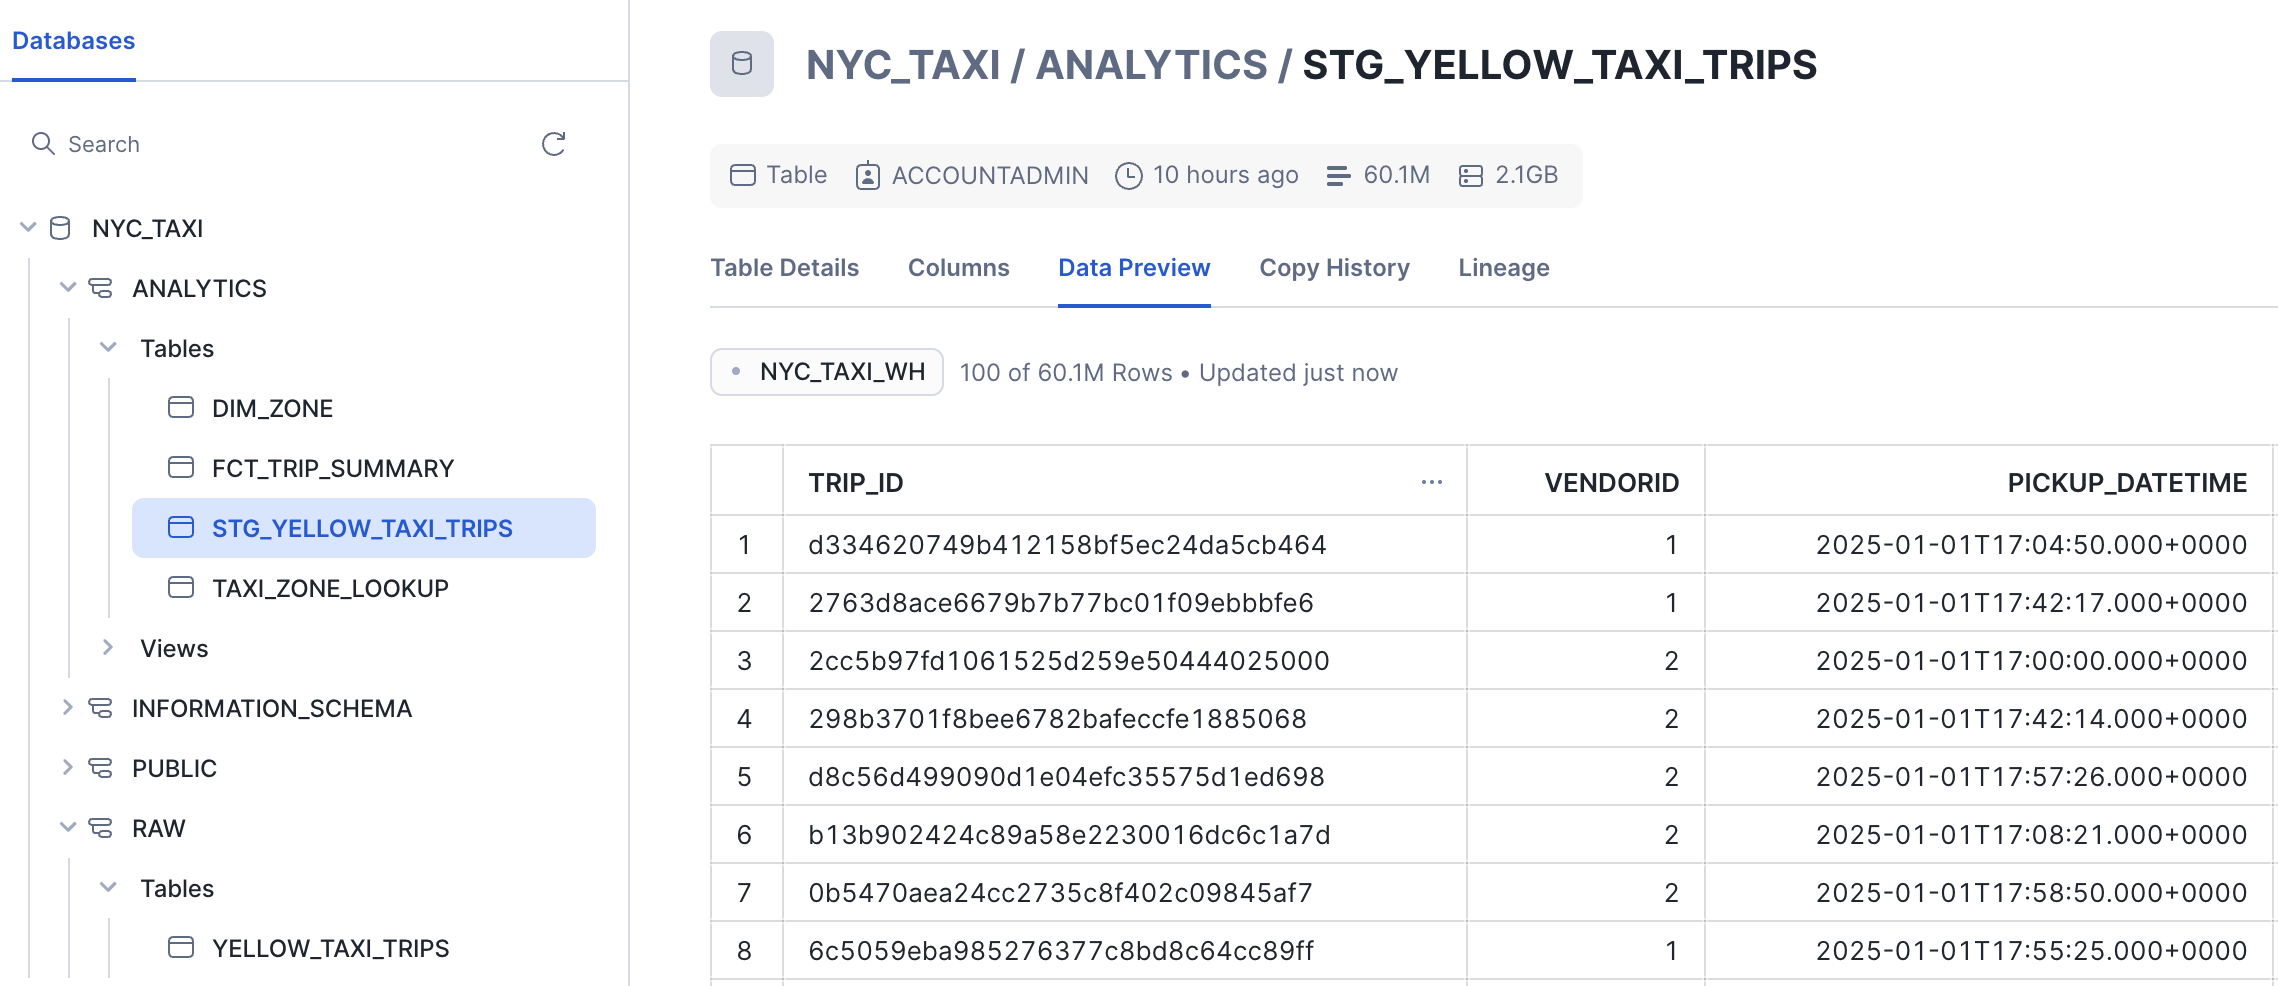 Databases
Search
NYC_TAXI
ANALYTICS
Tables
DIM_ZONE
FCT_TRIP_SUMMARY
STG_YELLOW_TAXI_TRIPS
TAXI_ZONE_LOOKUP
Views
INFORMATION_SCHEMA
PUBLIC
RAW
Tables
YELLOW_TAXI_TRIPS
NYC_TAXI / ANALYTICS / STG_YELLOW_TAXI_TRIPS
Table ACCOUNTADMIN 10 hours ago 60.1M 2.1GB
Table Details Columns Data Preview Copy History Lineage
NYC_TAXI_WH 100 of 60.1M Rows • Updated just now
TRIP_ID ... VENDORID PICKUP_DATETIME
1 d334620749b412158bf5ec24da5cb464 1 2025-01-01T17:04:50.000+0000
2 2763d8ace6679b7b77bc01f09ebbbfe6 1 2025-01-01T17:42:17.000+0000
3 2cc5b97fd1061525d259e50444025000 2 2025-01-01T17:00:00.000+0000
4 298b3701f8bee6782bafeccfe1885068 2 2025-01-01T17:42:14.000+0000
5 d8c56d499090d1e04efc35575d1ed698 2 2025-01-01T17:57:26.000+0000
6 b13b902424c89a58e2230016dc6c1a7d 2 2025-01-01T17:08:21.000+0000
7 0b5470aea24cc2735c8f402c09845af7 2 2025-01-01T17:58:50.000+0000
8 6c5059eba985276377c8bd8c64cc89ff 1 2025-01-01T17:55:25.000+0000